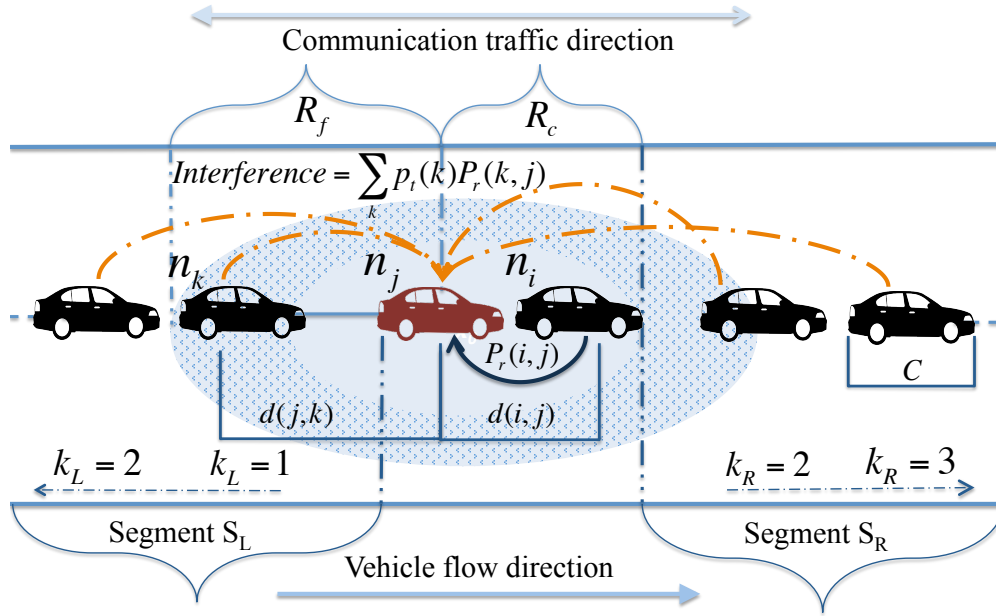 Communication traffic direction
R_f R_c
Interference = ∑_k p_t(k)P_r(k, j)
n_k n_j n_i
P_r(i, j)
C
d(j,k) d(i, j)
k_L = 2 k_L = 1 k_R = 2 k_R = 3
Segment S_L Segment S_R
Vehicle flow direction